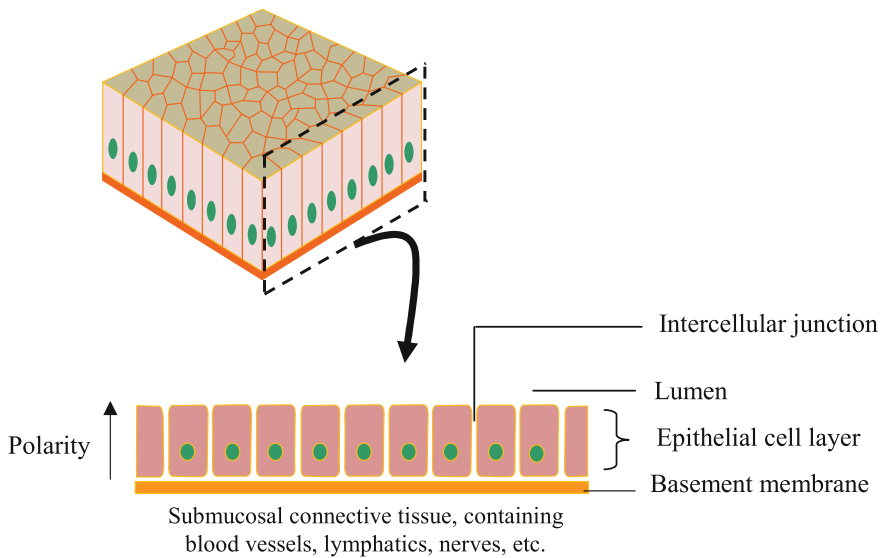 Intercellular junction
Lumen
Polarity
Epithelial cell layer
Basement membrane
Submucosal connective tissue, containing
blood vessels, lymphatics, nerves, etc.